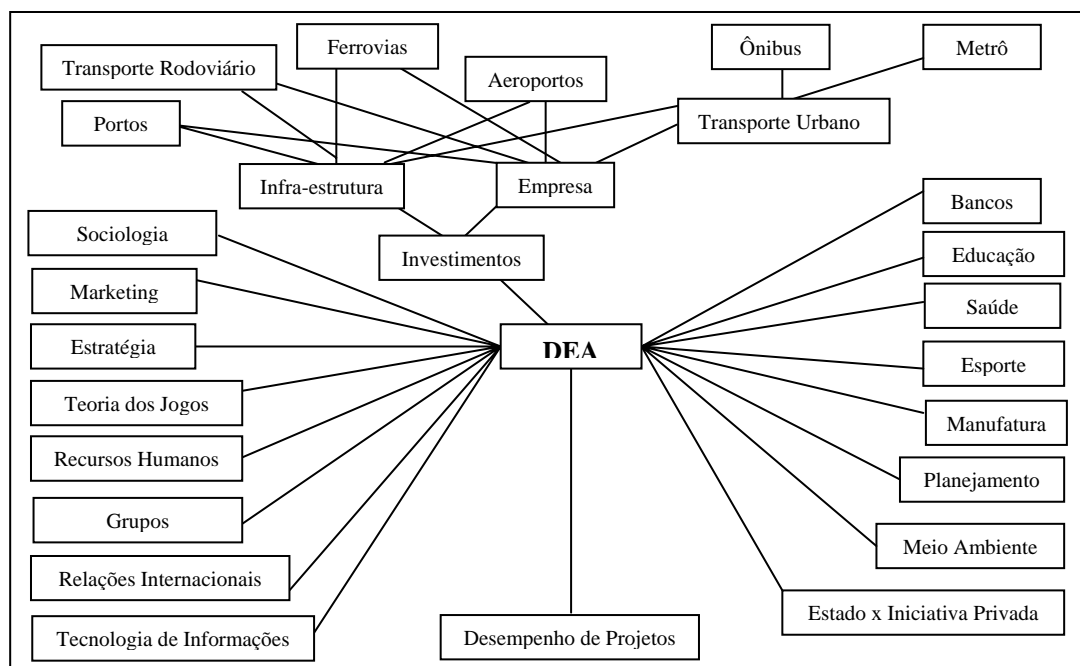 Ferrovias
Ônibus
Metrô
Transporte Rodoviário
Aeroportos
Portos
Transporte Urbano
Infra-estrutura
Empresa
Bancos
Sociologia
Investimentos
Educação
Marketing
Saúde
Estratégia
DEA
Esporte
Teoria dos Jogos
Manufatura
Recursos Humanos
Planejamento
Grupos
Meio Ambiente
Relações Internacionais
Estado x Iniciativa Privada
Tecnologia de Informações
Desempenho de Projetos